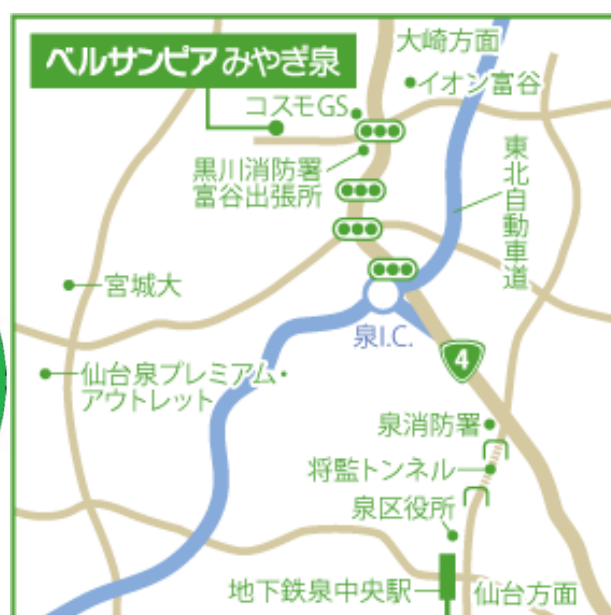 大崎方面
ベルサンピアみやぎ泉
イオン富谷
コスモGS
黒川消防署
富谷出張所
東北自動車道
宮城大
泉I.C.
4
仙台泉プレミアム・
アウトレット
泉消防署
将監トンネル
泉区役所
地下鉄泉中央駅
仙台方面